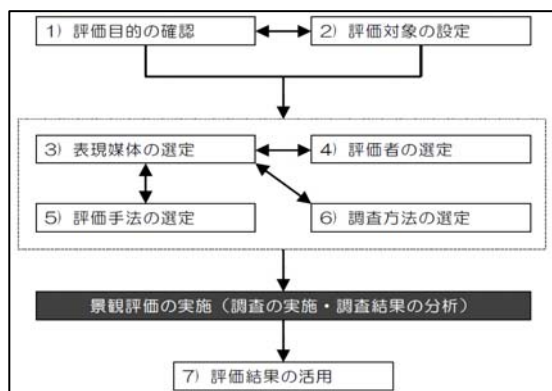 1) 評価目的の確認
2) 評価対象の設定
3) 表現媒体の選定
4) 評価者の選定
5) 評価手法の選定
6) 調査方法の選定
景観評価の実施(調査の実施・調査結果の分析)
7) 評価結果の活用